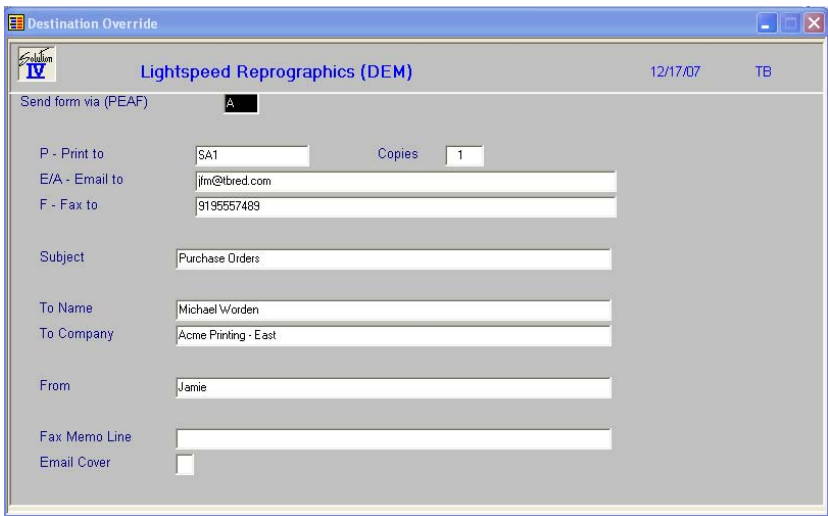 Destination Override
Solution IV
Lightspeed Reprographics (DEM) 12/17/07 TB
Send form via (PEAF) A
P - Print to SA1 Copies 1
E/A - Email to jfm@tbred.com
F - Fax to 9195557489
Subject Purchase Orders
To Name Michael Worden
To Company Acme Printing - East
From Jamie
Fax Memo Line
Email Cover